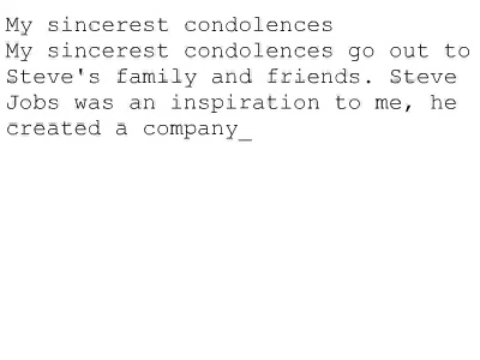 My sincerest condolences
My sincerest condolences go out to
Steve's family and friends. Steve
Jobs was an inspiration to me, he
created a company_